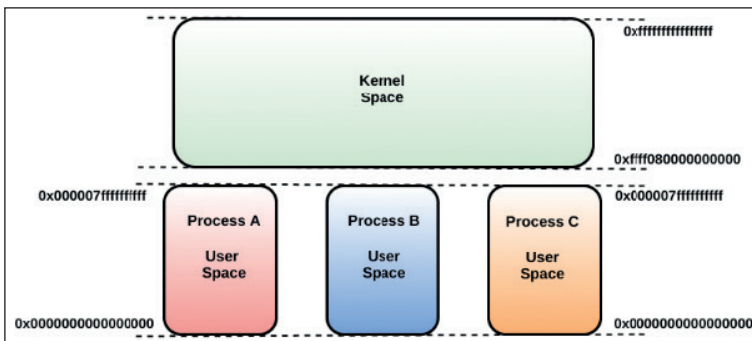 0xffffffffffffffff
Kernel
Space
0xffff080000000000
0x000007ffffffffff
0x000007ffffffffff
Process A
User
Space
Process B
User
Space
Process C
User
Space
0x0000000000000000
0x0000000000000000